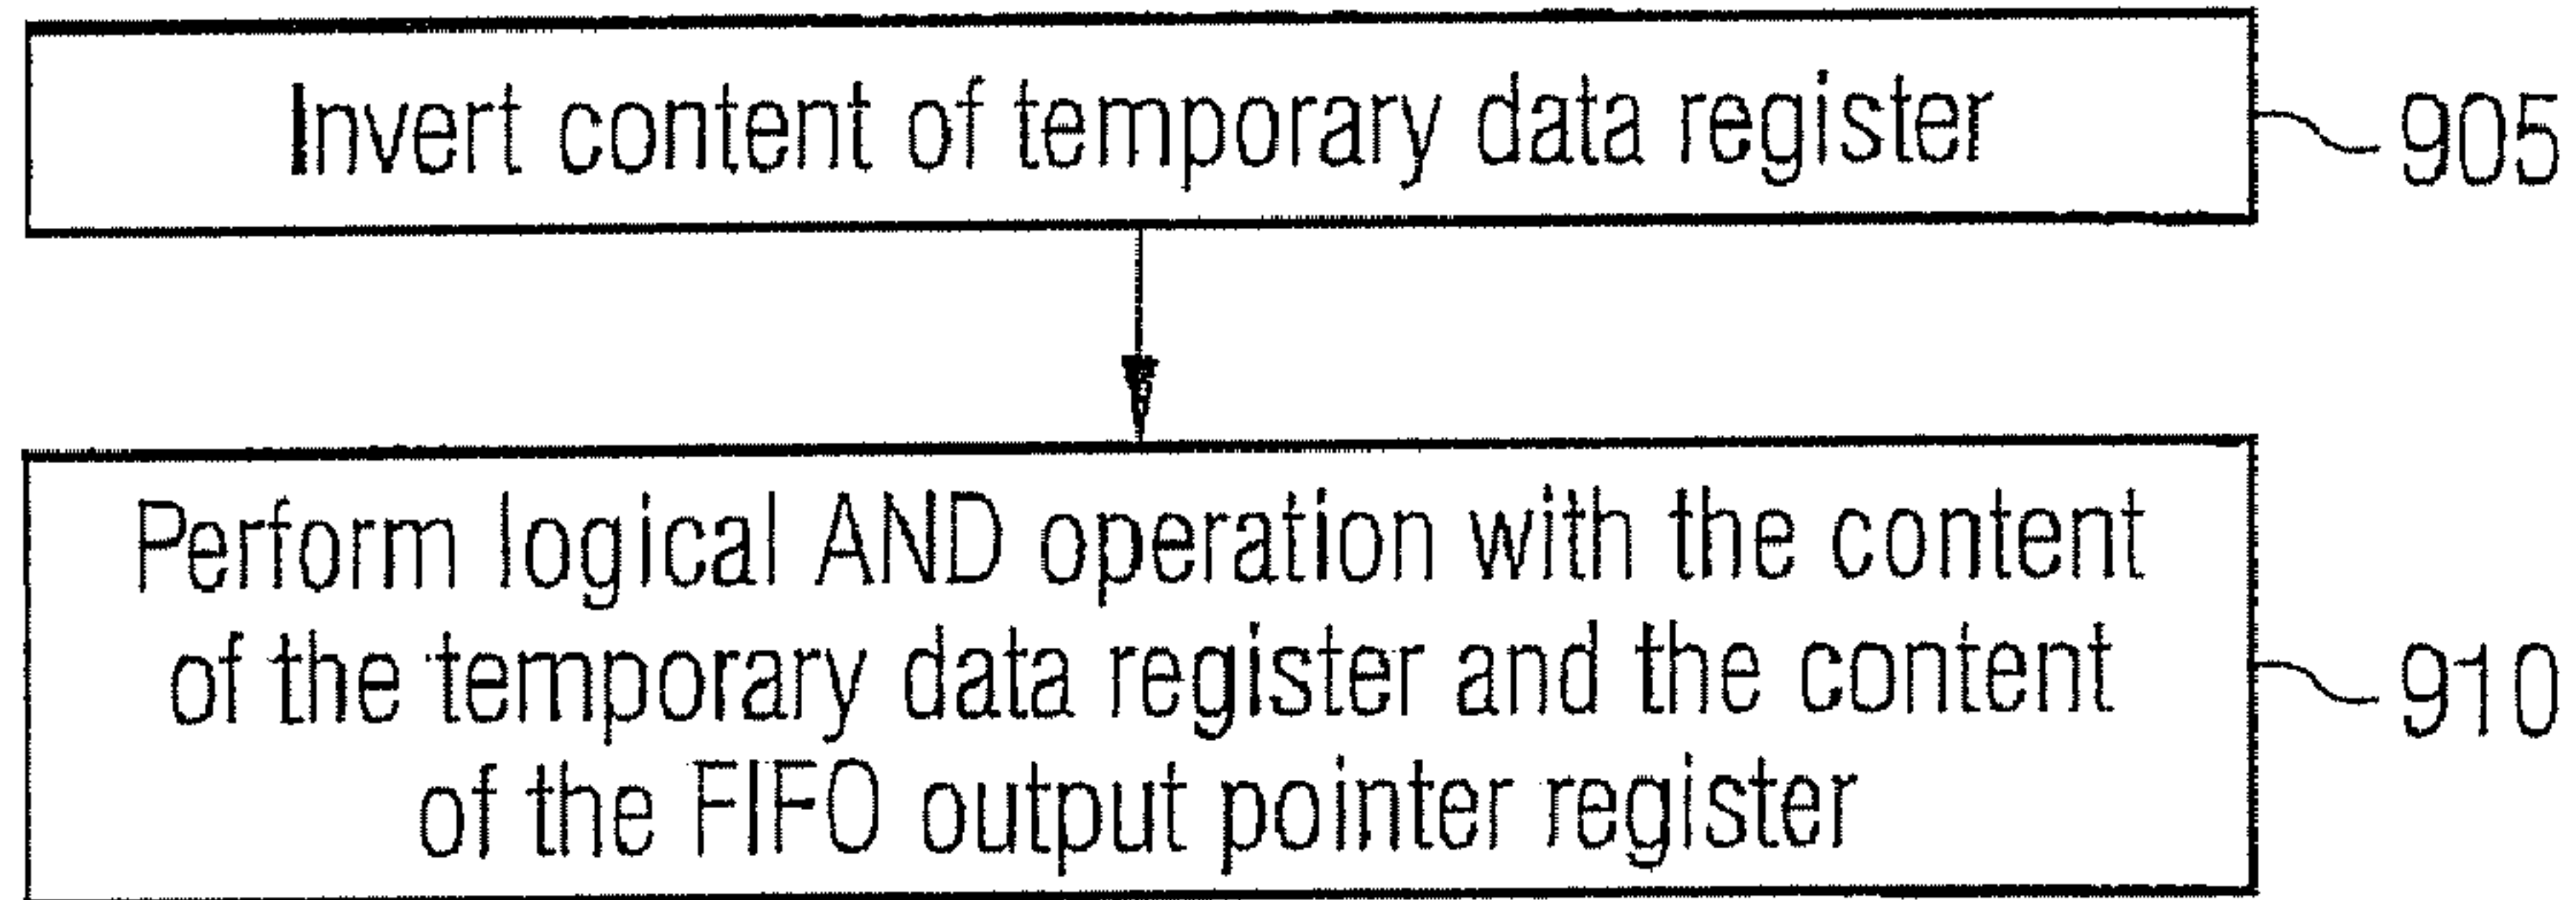 Invert content of temporary data register
905
Perform logical AND operation with the content
of the temporary data register and the content
910
of the FIFO output pointer register